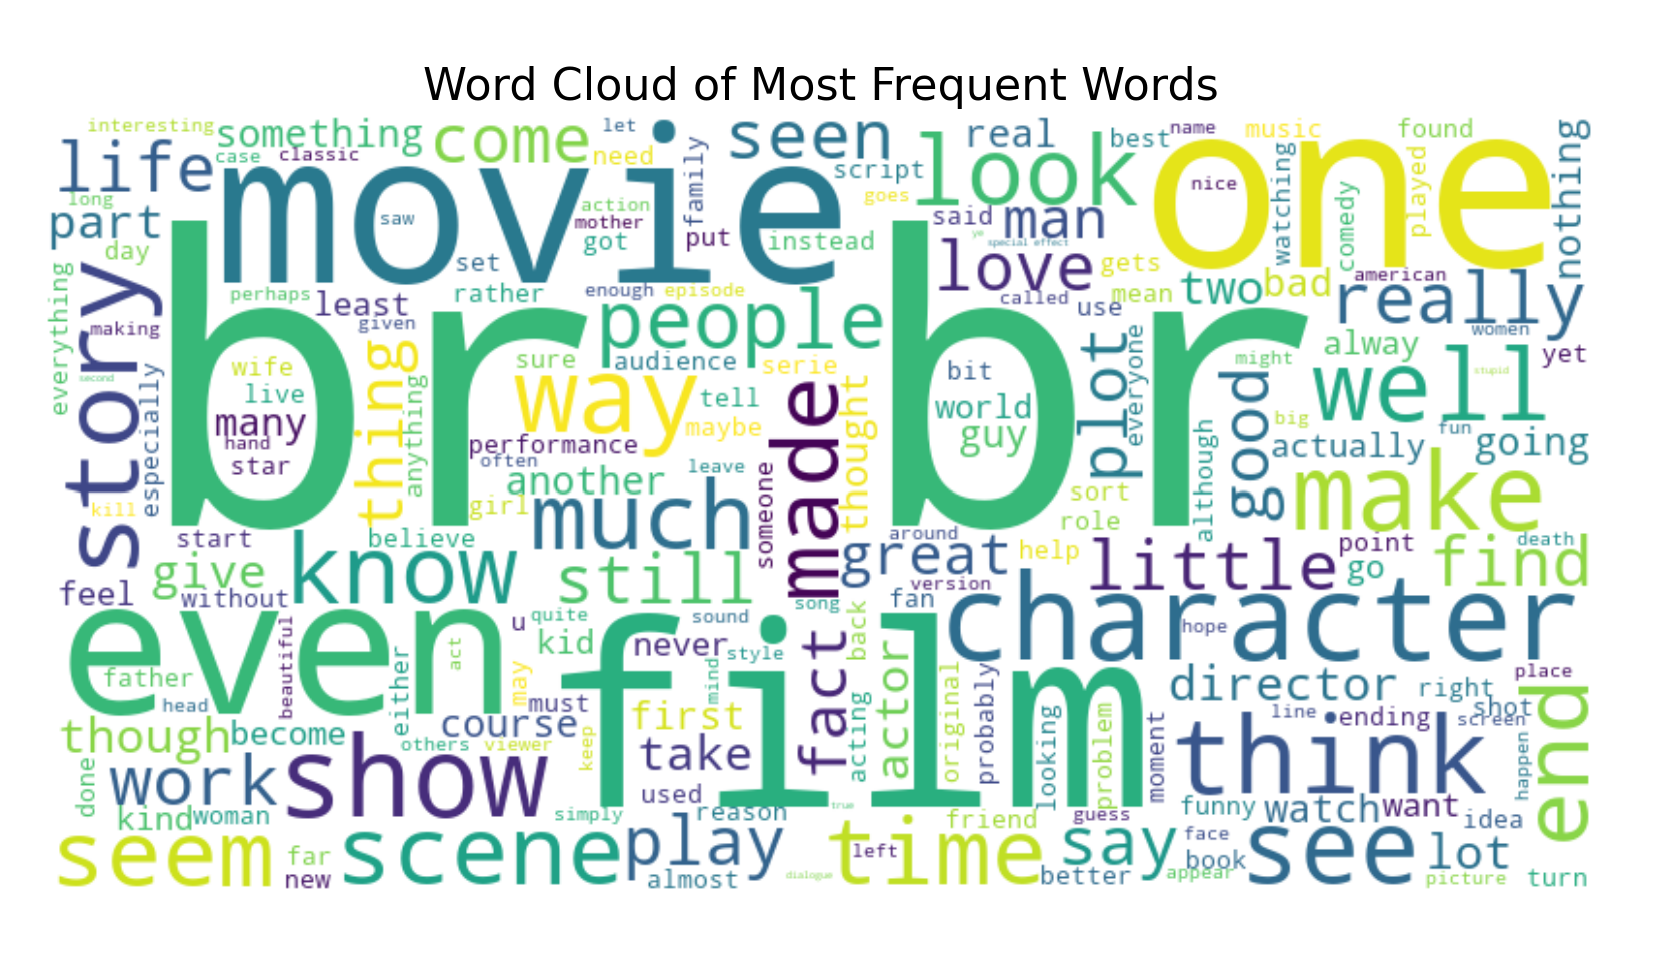 Word Cloud of Most Frequent Words
interesting
something
come
let
need
family
seen
script
look
real
best
name
music
found
nothing
life
case
classic
movie
goes
one
nice
watching
comedy
played
long
saw
action
mother
got
put
instead
said
man
ye
special effect
part
day
set
love
gets
two
bad
american
really
everything
story
perhaps
least
rather
enough
episode
called
mean
use
women
making
given
people
plot
everyone
might
alway
yet
br br
second
wife
thing
sure
audience
serie
bit
well
stupid
especially
live
many
anything
way
tell
made
thought
world
good
big
hand
star
performance
maybe
guy
actually
fun
going
often
another
leave
although
kill
girl
much
someone
sort
make
role
start
believe
around
great
help
little
point
death
feel
give
know
still
version
go
find
without
even
u
quite
song
sound
fan
character
hope
beautiful
kid
never
fact
back
father
act
may
style
mind
actor
original
probably
director
right
place
head
either
must
film
shot
end
though
become
course
first
acting
looking
problem
moment
line
ending
screen
others
viewer
keep
take
think
happen
done
work
show
used
true
funny
watch
want
kind
woman
simply
reason
friend
guess
idea
seem
far
scene
play
time
left
say
face
book
see
lot
new
almost
dialogue
better
appear
picture
turn